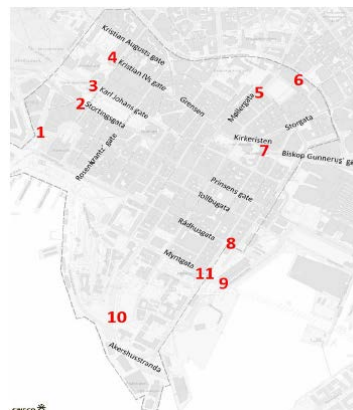 Kristian Augusts gate
4
Kristian IVs gate
6
3
Karl Johans gate
5
2
Stortingsgata
Grensen
Møllergata
Storgata
1
Kirkeristen
7
Biskop Gunnerus' ga
Rosenkrantz' gate
Prinsens gate
Tollbugata
Rådhusgata
8
Myntgata
11
9
10
Akershusstranda